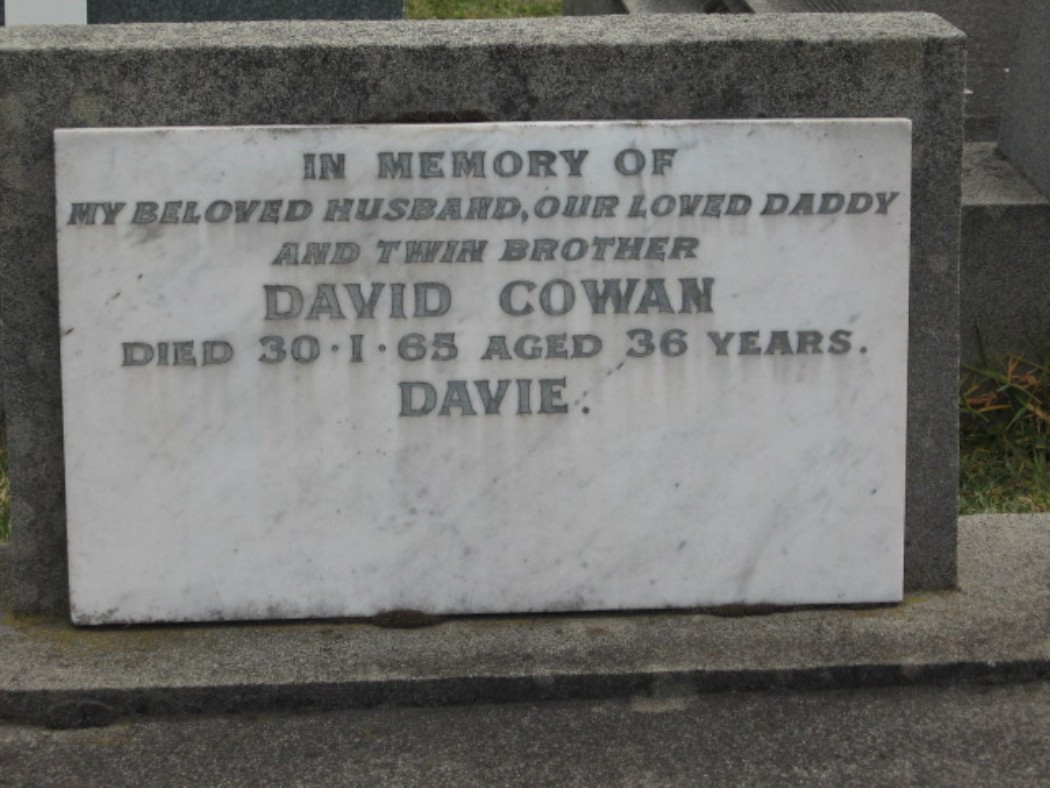 IN MEMORY OF
MY BELOVED HUSBAND, OUR LOVED DADDY
AND TWIN BROTHER
DAVID COWAN
DIED 30·1·65 AGED 36 YEARS.
DAVIE.